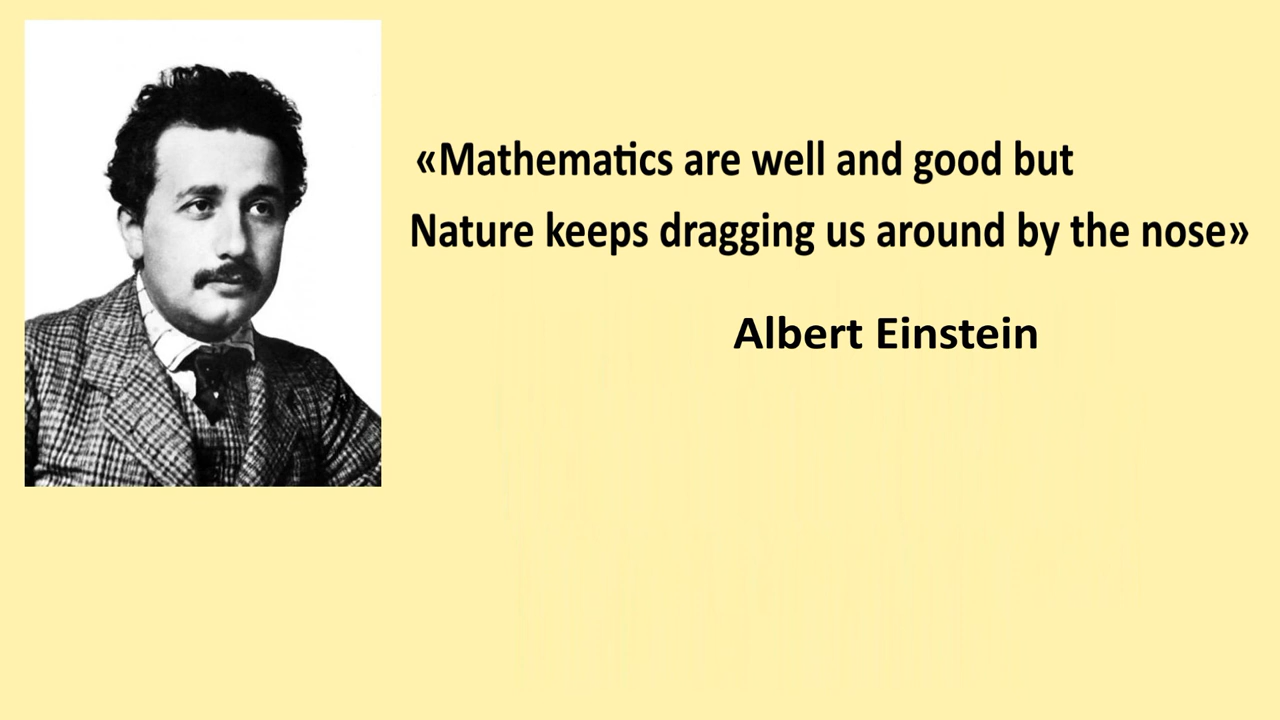 «Mathematics are well and good but
Nature keeps dragging us around by the nose»
Albert Einstein